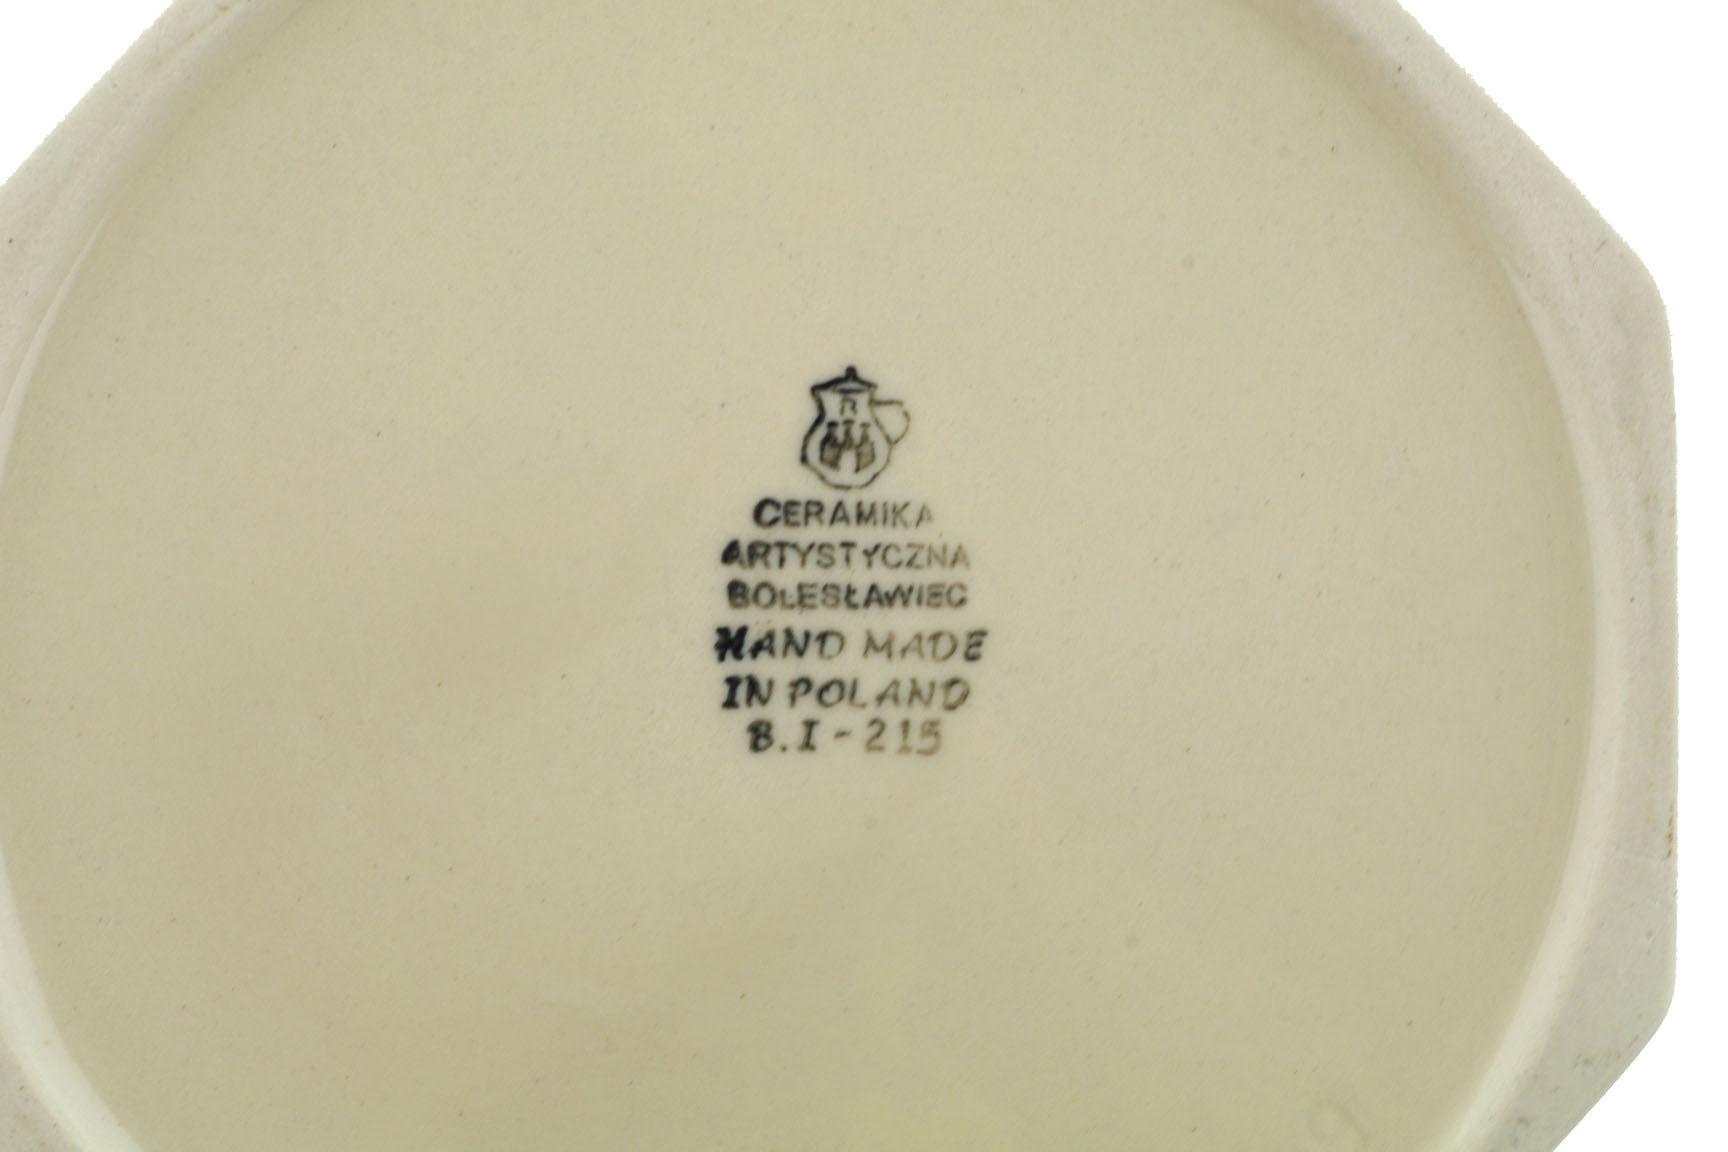 R
CERAMIKA
ARTYSTYCZNA
BOLESŁAWIEC
HAND MADE
IN POLAND
B.I-215